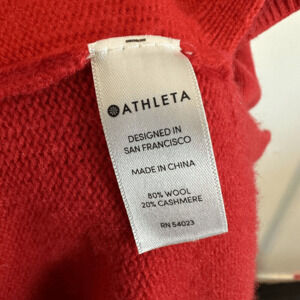 ATHLETA
DESIGNED IN
SAN FRANCISCO
MADE IN CHINA
80% WOOL
20% CASHMERE
RN 54023